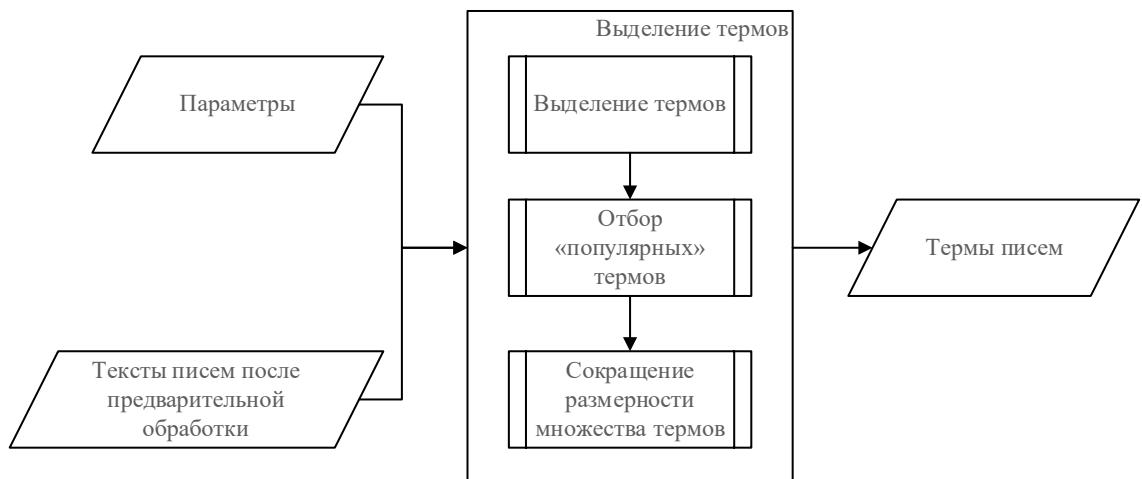 Выделение термов
Параметры
Выделение термов
Отбор
«популярных»
термов
Термы писем
Тексты писем после
предварительной
обработки
Сокращение
размерности
множества термов